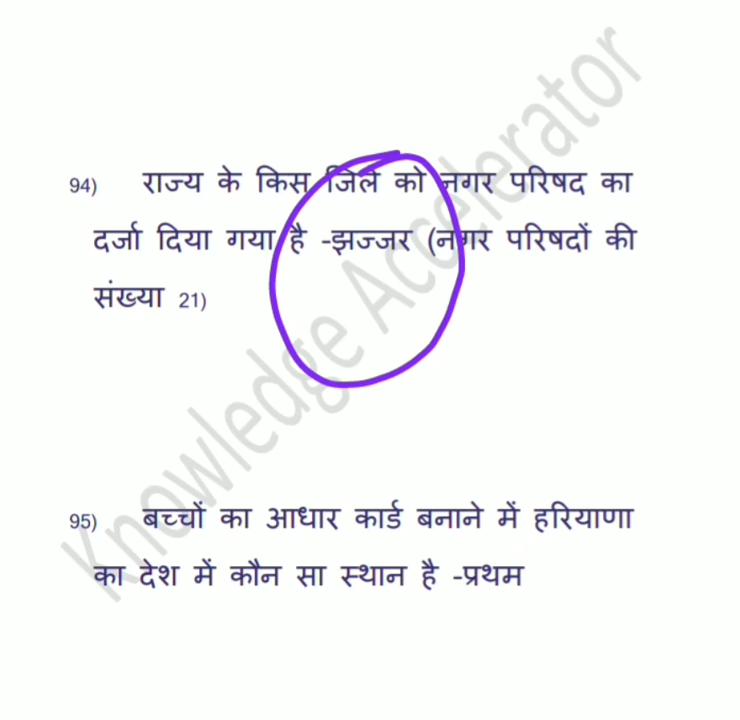 94) राज्य के किस जिले को नगर परिषद का
दर्जा दिया गया है -झज्जर (नगर परिषदों की
संख्या 21)
Knowledge Accelerator
95) बच्चों का आधार कार्ड बनाने में हरियाणा
का देश में कौन सा स्थान है -प्रथम